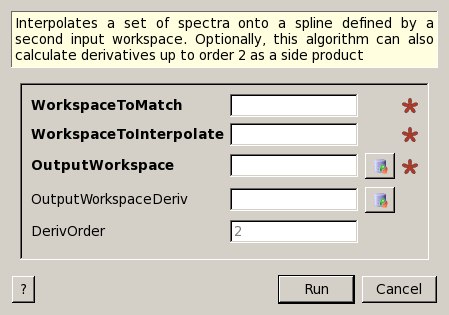 Interpolates a set of spectra onto a spline defined by a
second input workspace. Optionally, this algorithm can also
calculate derivatives up to order 2 as a side product
WorkspaceToMatch
WorkspaceToInterpolate
OutputWorkspace
OutputWorkspaceDeriv
DerivOrder 2
? Run Cancel